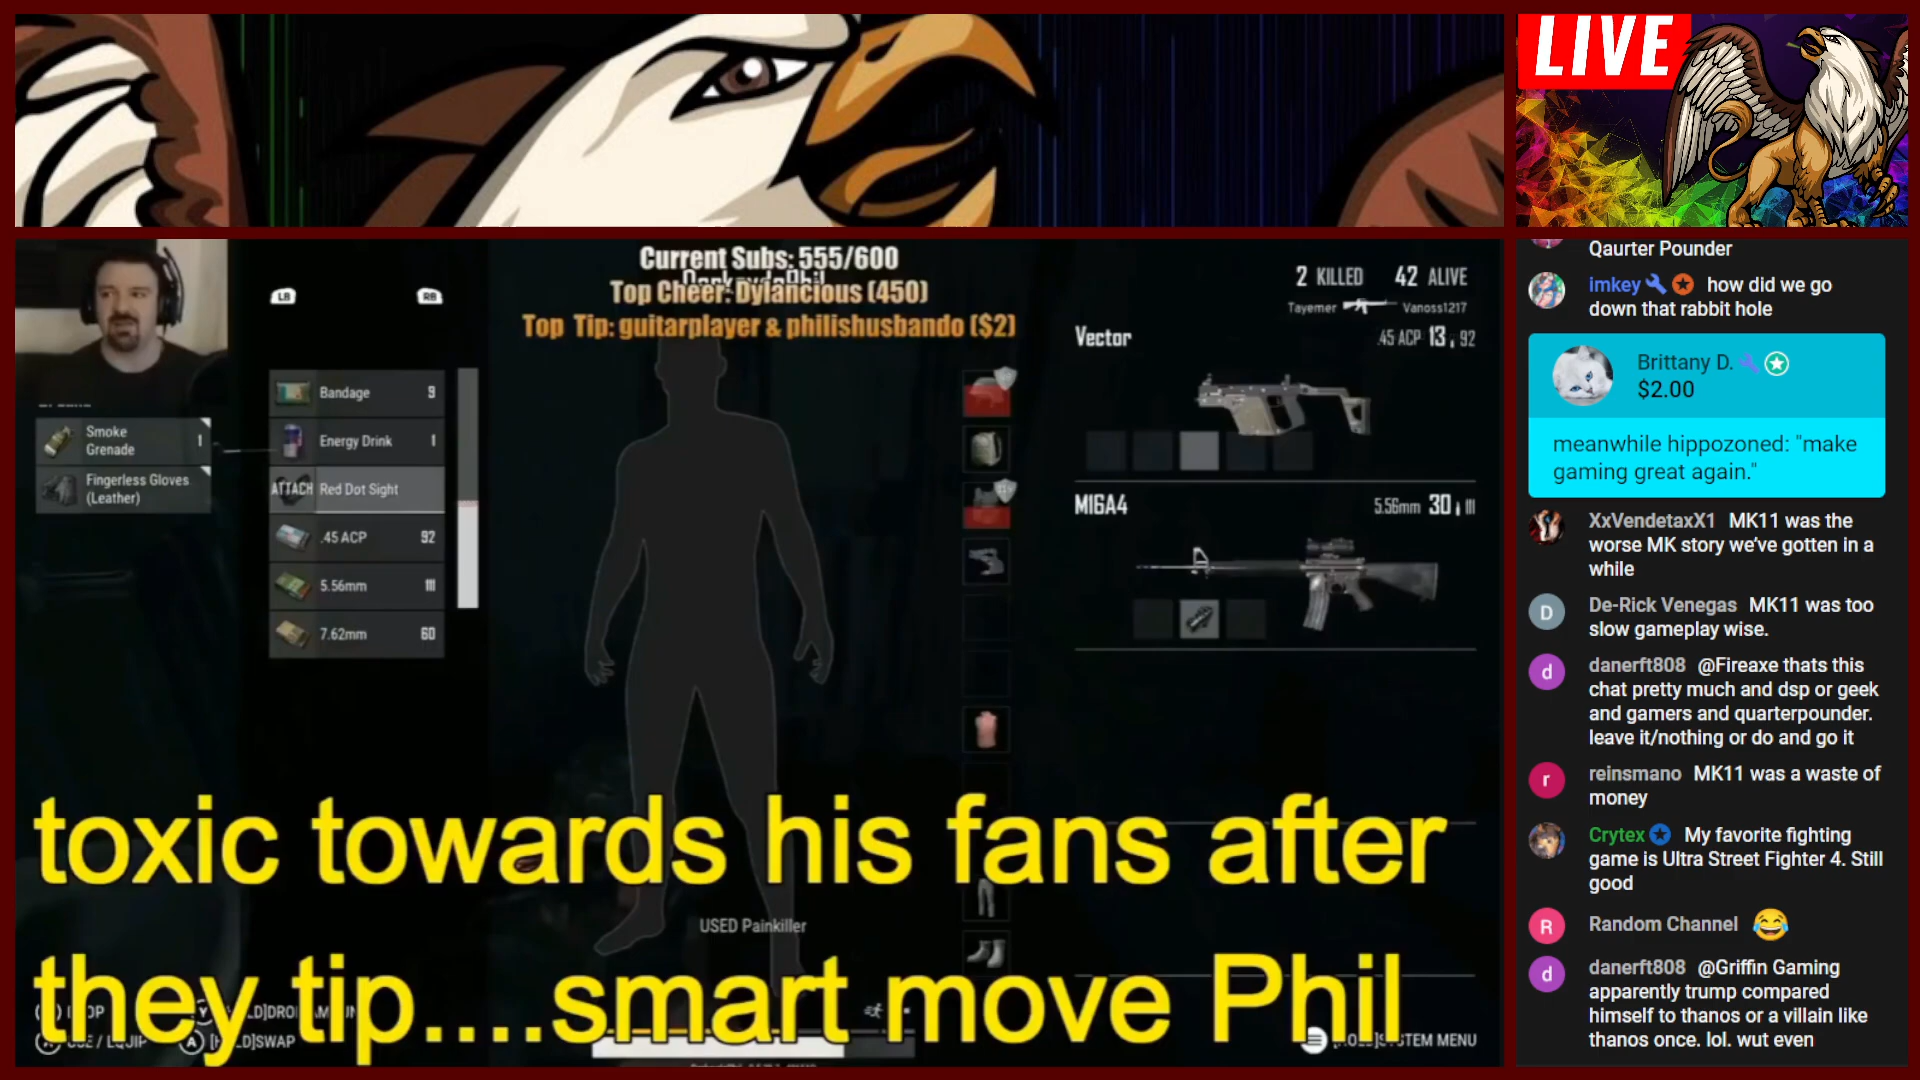 LIVE
Current Subs: 555/600
Top Cheer: Dylancious (450)
Top Tip: guitarplayer & philishusbando ($2)
LB
RB
Smoke
Grenade
1
Fingerless Gloves
(Leather)
Bandage 9
Energy Drink 1
ATTACH Red Dot Sight
.45 ACP 92
5.56mm 111
7.62mm 60
2 KILLED 42 ALIVE
Tayemer Vanoss1217
Vector .45 ACP 13 92
M16A4 5.56mm 30 111
toxic towards his fans after
USED Painkiller
they tip....smart move Phil
SWAP
MENU
Qaurter Pounder
imkey how did we go
down that rabbit hole
Brittany D.
$2.00
meanwhile hippozoned: "make
gaming great again."
XxVendetaxX1 MK11 was the
worse MK story we've gotten in a
while
De-Rick Venegas MK11 was too
slow gameplay wise.
danerft808 @Fireaxe thats this
chat pretty much and dsp or geek
and gamers and quarterpounder.
leave it/nothing or do and go it
reinsmano MK11 was a waste of
money
Crytex My favorite fighting
game is Ultra Street Fighter 4. Still
good
Random Channel 😂
danerft808 @Griffin Gaming
apparently trump compared
himself to thanos or a villain like
thanos once. lol. wut even